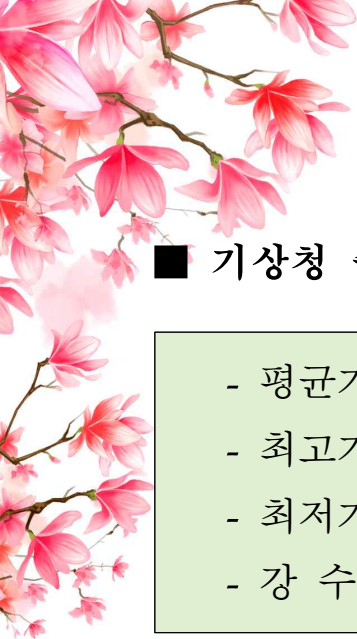 ■ 기상청
- 평균기
- 최고기
- 최저기
- 강 수